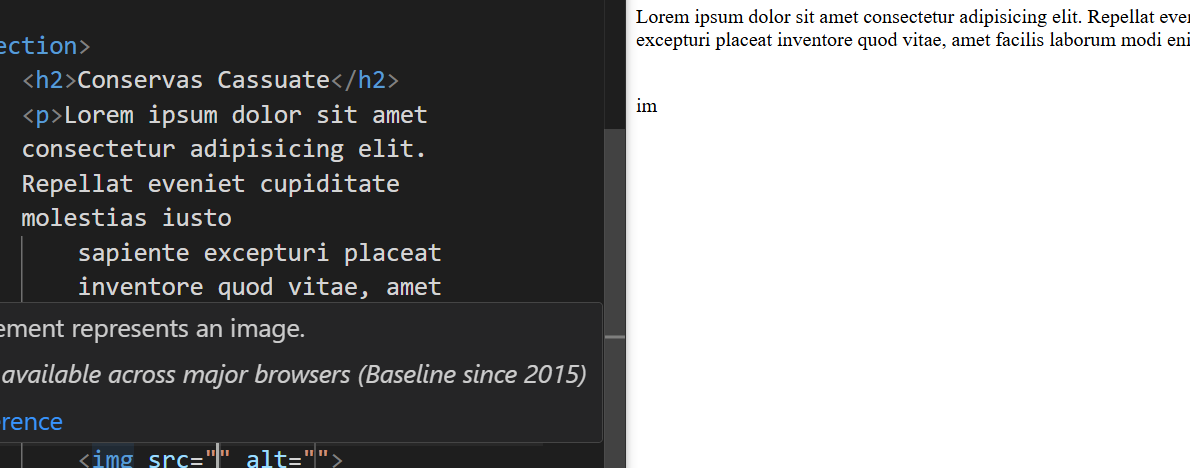 ection>
<h2>Conservas Cassuate</h2>
<p>Lorem ipsum dolor sit amet
consectetur adipisicing elit.
Repellat eveniet cupiditate
molestias iusto
sapiente excepturi placeat
inventore quod vitae, amet
ement represents an image.
available across major browsers (Baseline since 2015)
rence
<img src="" alt="">
Lorem ipsum dolor sit amet consectetur adipisicing elit. Repellat eve
excepturi placeat inventore quod vitae, amet facilis laborum modi eni
im